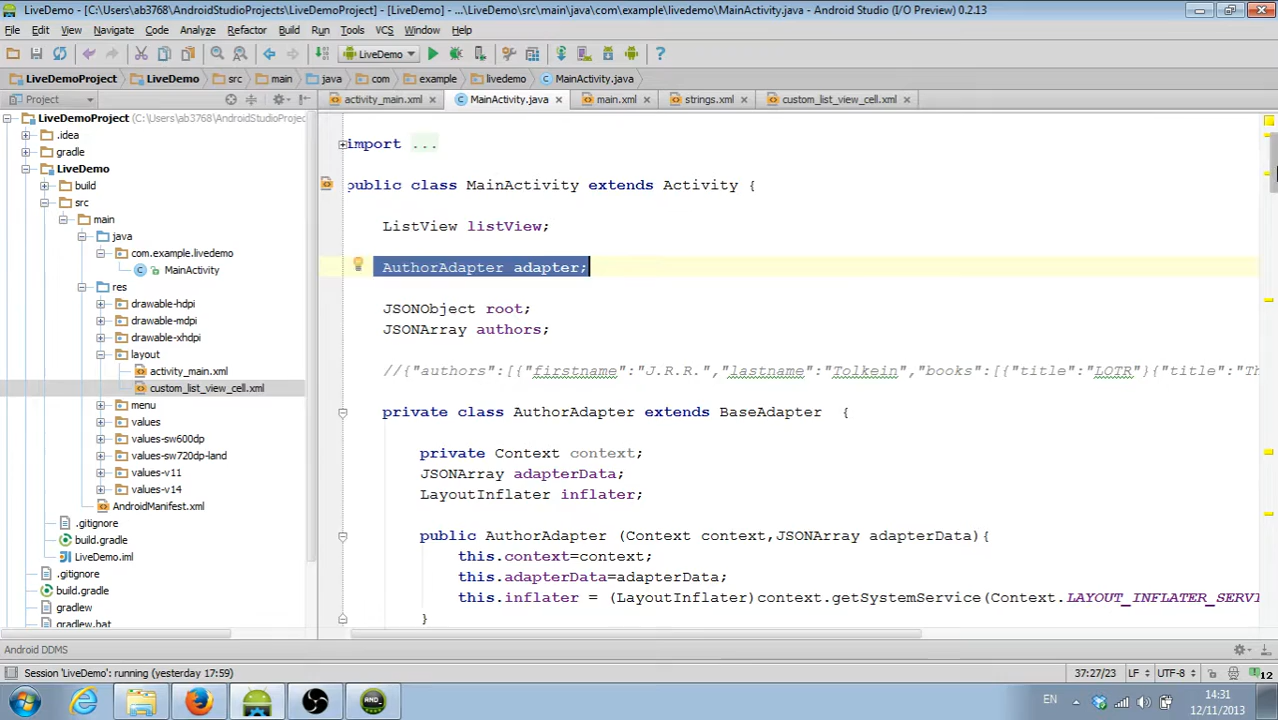 LiveDemo - [C:\Users\ab3768\AndroidStudioProjects\LiveDemoProject] - [LiveDemo] - ...\LiveDemo\src\main\java\com\example\livedemo\MainActivity.java - Android Studio (I/O Preview) 0.2.13
File Edit View Navigate Code Analyze Refactor Build Run Tools VCS Window Help
LiveDemo
LiveDemoProject LiveDemo src main java com example livedemo MainActivity.java
Project activity_main.xml MainActivity.java main.xml strings.xml custom_list_view_cell.xml
LiveDemoProject (C:\Users\ab3768\AndroidStudioProjec
.idea
gradle
LiveDemo
build
src
main
java
com.example.livedemo
MainActivity
res
drawable-hdpi
drawable-mdpi
drawable-xhdpi
layout
activity_main.xml
custom_list_view_cell.xml
menu
values
values-sw600dp
values-sw720dp-land
values-v11
values-v14
AndroidManifest.xml
.gitignore
build.gradle
LiveDemo.iml
.gitignore
build.gradle
gradlew
gradlew.bat
import ...
public class MainActivity extends Activity {
ListView listView;
AuthorAdapter adapter;
JSONObject root;
JSONArray authors;
//{"authors":[{"firstname":"J.R.R.","lastname":"Tolkein","books":[{"title":"LOTR"}{"title":"Th
private class AuthorAdapter extends BaseAdapter {
private Context context;
JSONArray adapterData;
LayoutInflater inflater;
public AuthorAdapter (Context context,JSONArray adapterData){
this.context=context;
this.adapterData=adapterData;
this.inflater = (LayoutInflater)context.getSystemService(Context.LAYOUT_INFLATER_SERVI
}
Android DDMS
Session 'LiveDemo': running (yesterday 17:59) 37:27/23 LF UTF-8 12
EN 14:31
12/11/2013